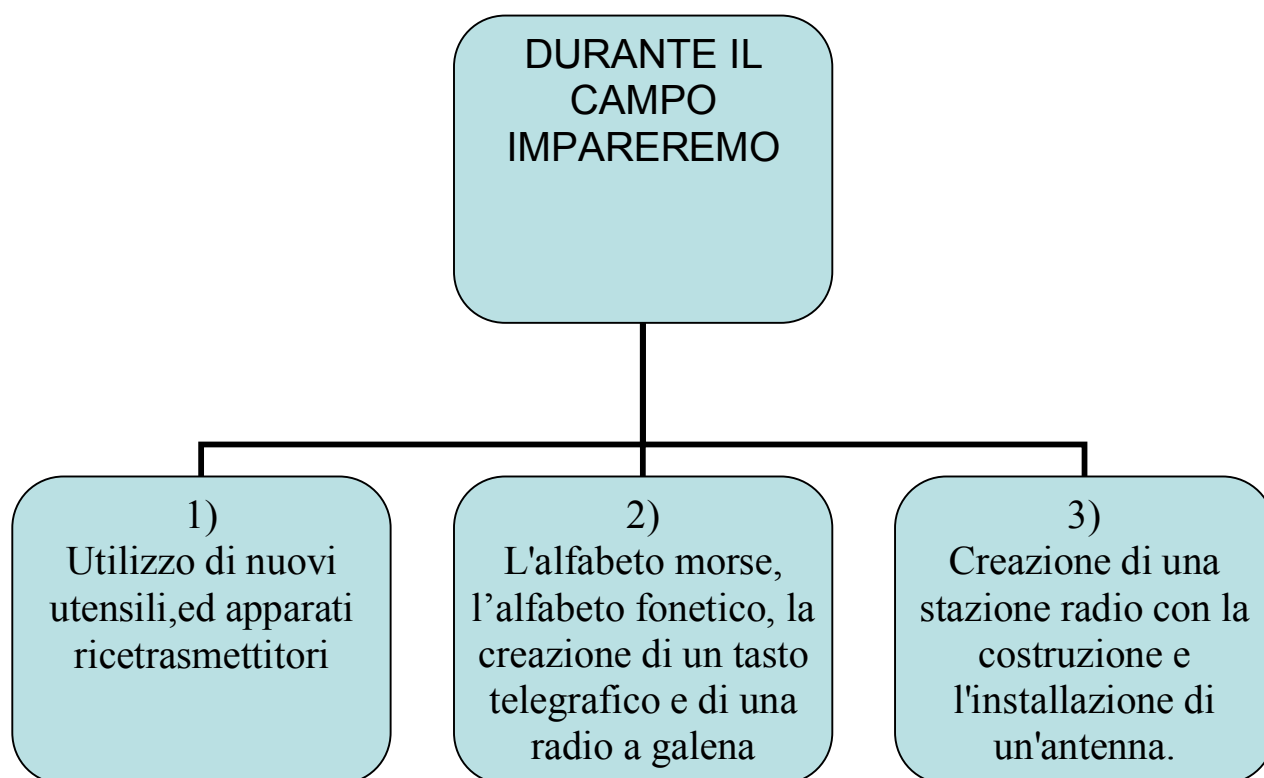 DURANTE IL
CAMPO
IMPAREREMO
1)
Utilizzo di nuovi
utensili,ed apparati
ricetrasmettitori
2)
L'alfabeto morse,
l’alfabeto fonetico, la
creazione di un tasto
telegrafico e di una
radio a galena
3)
Creazione di una
stazione radio con la
costruzione e
l'installazione di
un'antenna.